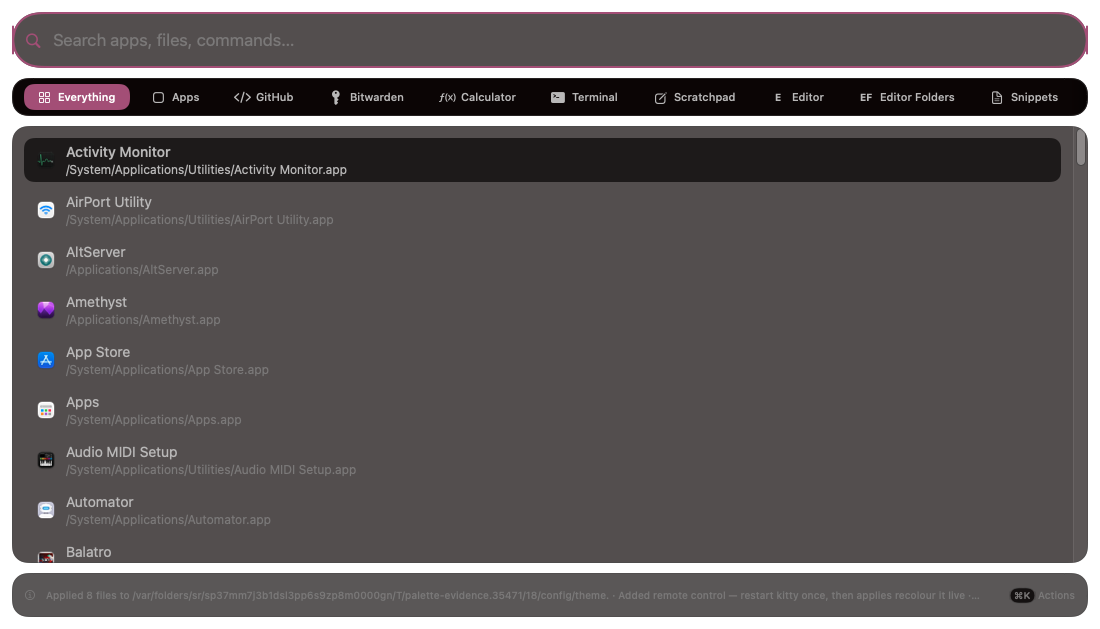 Search apps, files, commands...
Everything Apps </> GitHub Bitwarden f(x) Calculator Terminal Scratchpad E Editor EF Editor Folders Snippets
Activity Monitor
/System/Applications/Utilities/Activity Monitor.app
AirPort Utility
/System/Applications/Utilities/AirPort Utility.app
AltServer
/Applications/AltServer.app
Amethyst
/Applications/Amethyst.app
App Store
/System/Applications/App Store.app
Apps
/System/Applications/Apps.app
Audio MIDI Setup
/System/Applications/Utilities/Audio MIDI Setup.app
Automator
/System/Applications/Automator.app
Balatro
Applied 8 files to /var/folders/sr/sp37mm7j3b1dsl3pp6s9zp8m0000gn/T/palette-evidence.35471/18/config/theme. · Added remote control — restart kitty once, then applies recolour it live ·... ⌘K Actions